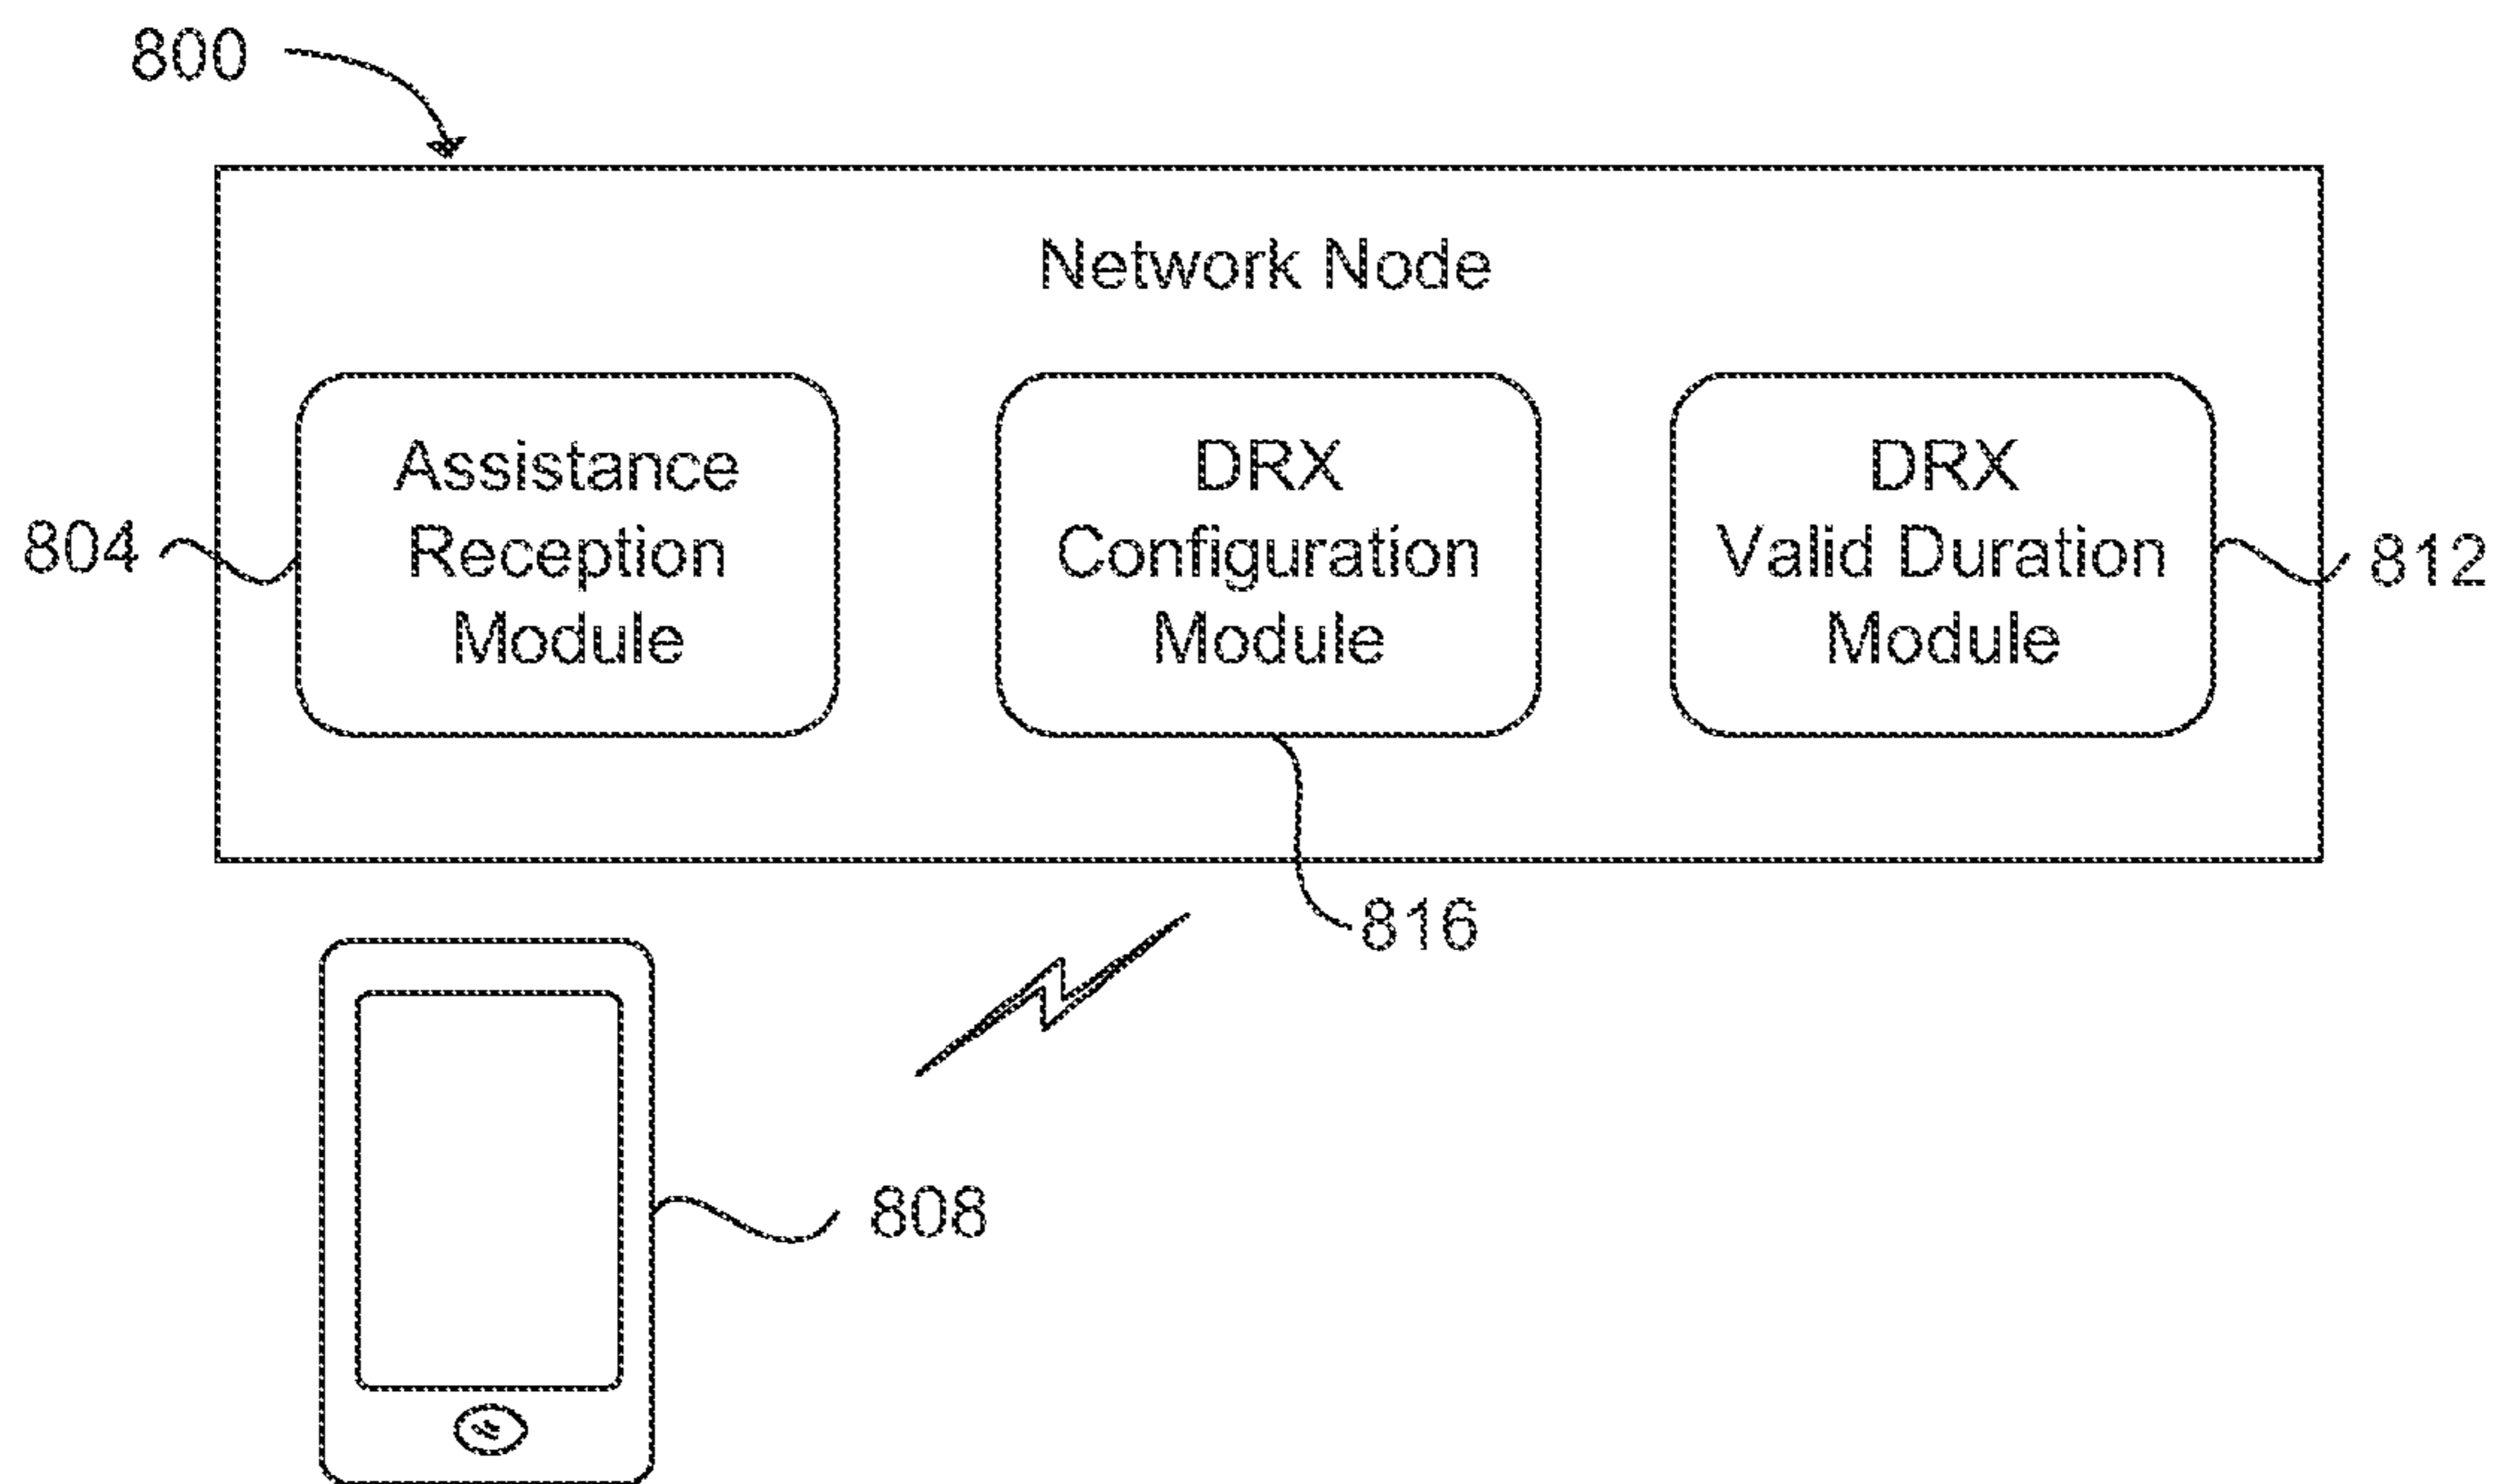 800
Network Node
Assistance
Reception
Module
DRX
Configuration
Module
DRX
Valid Duration
Module
804
812
816
808